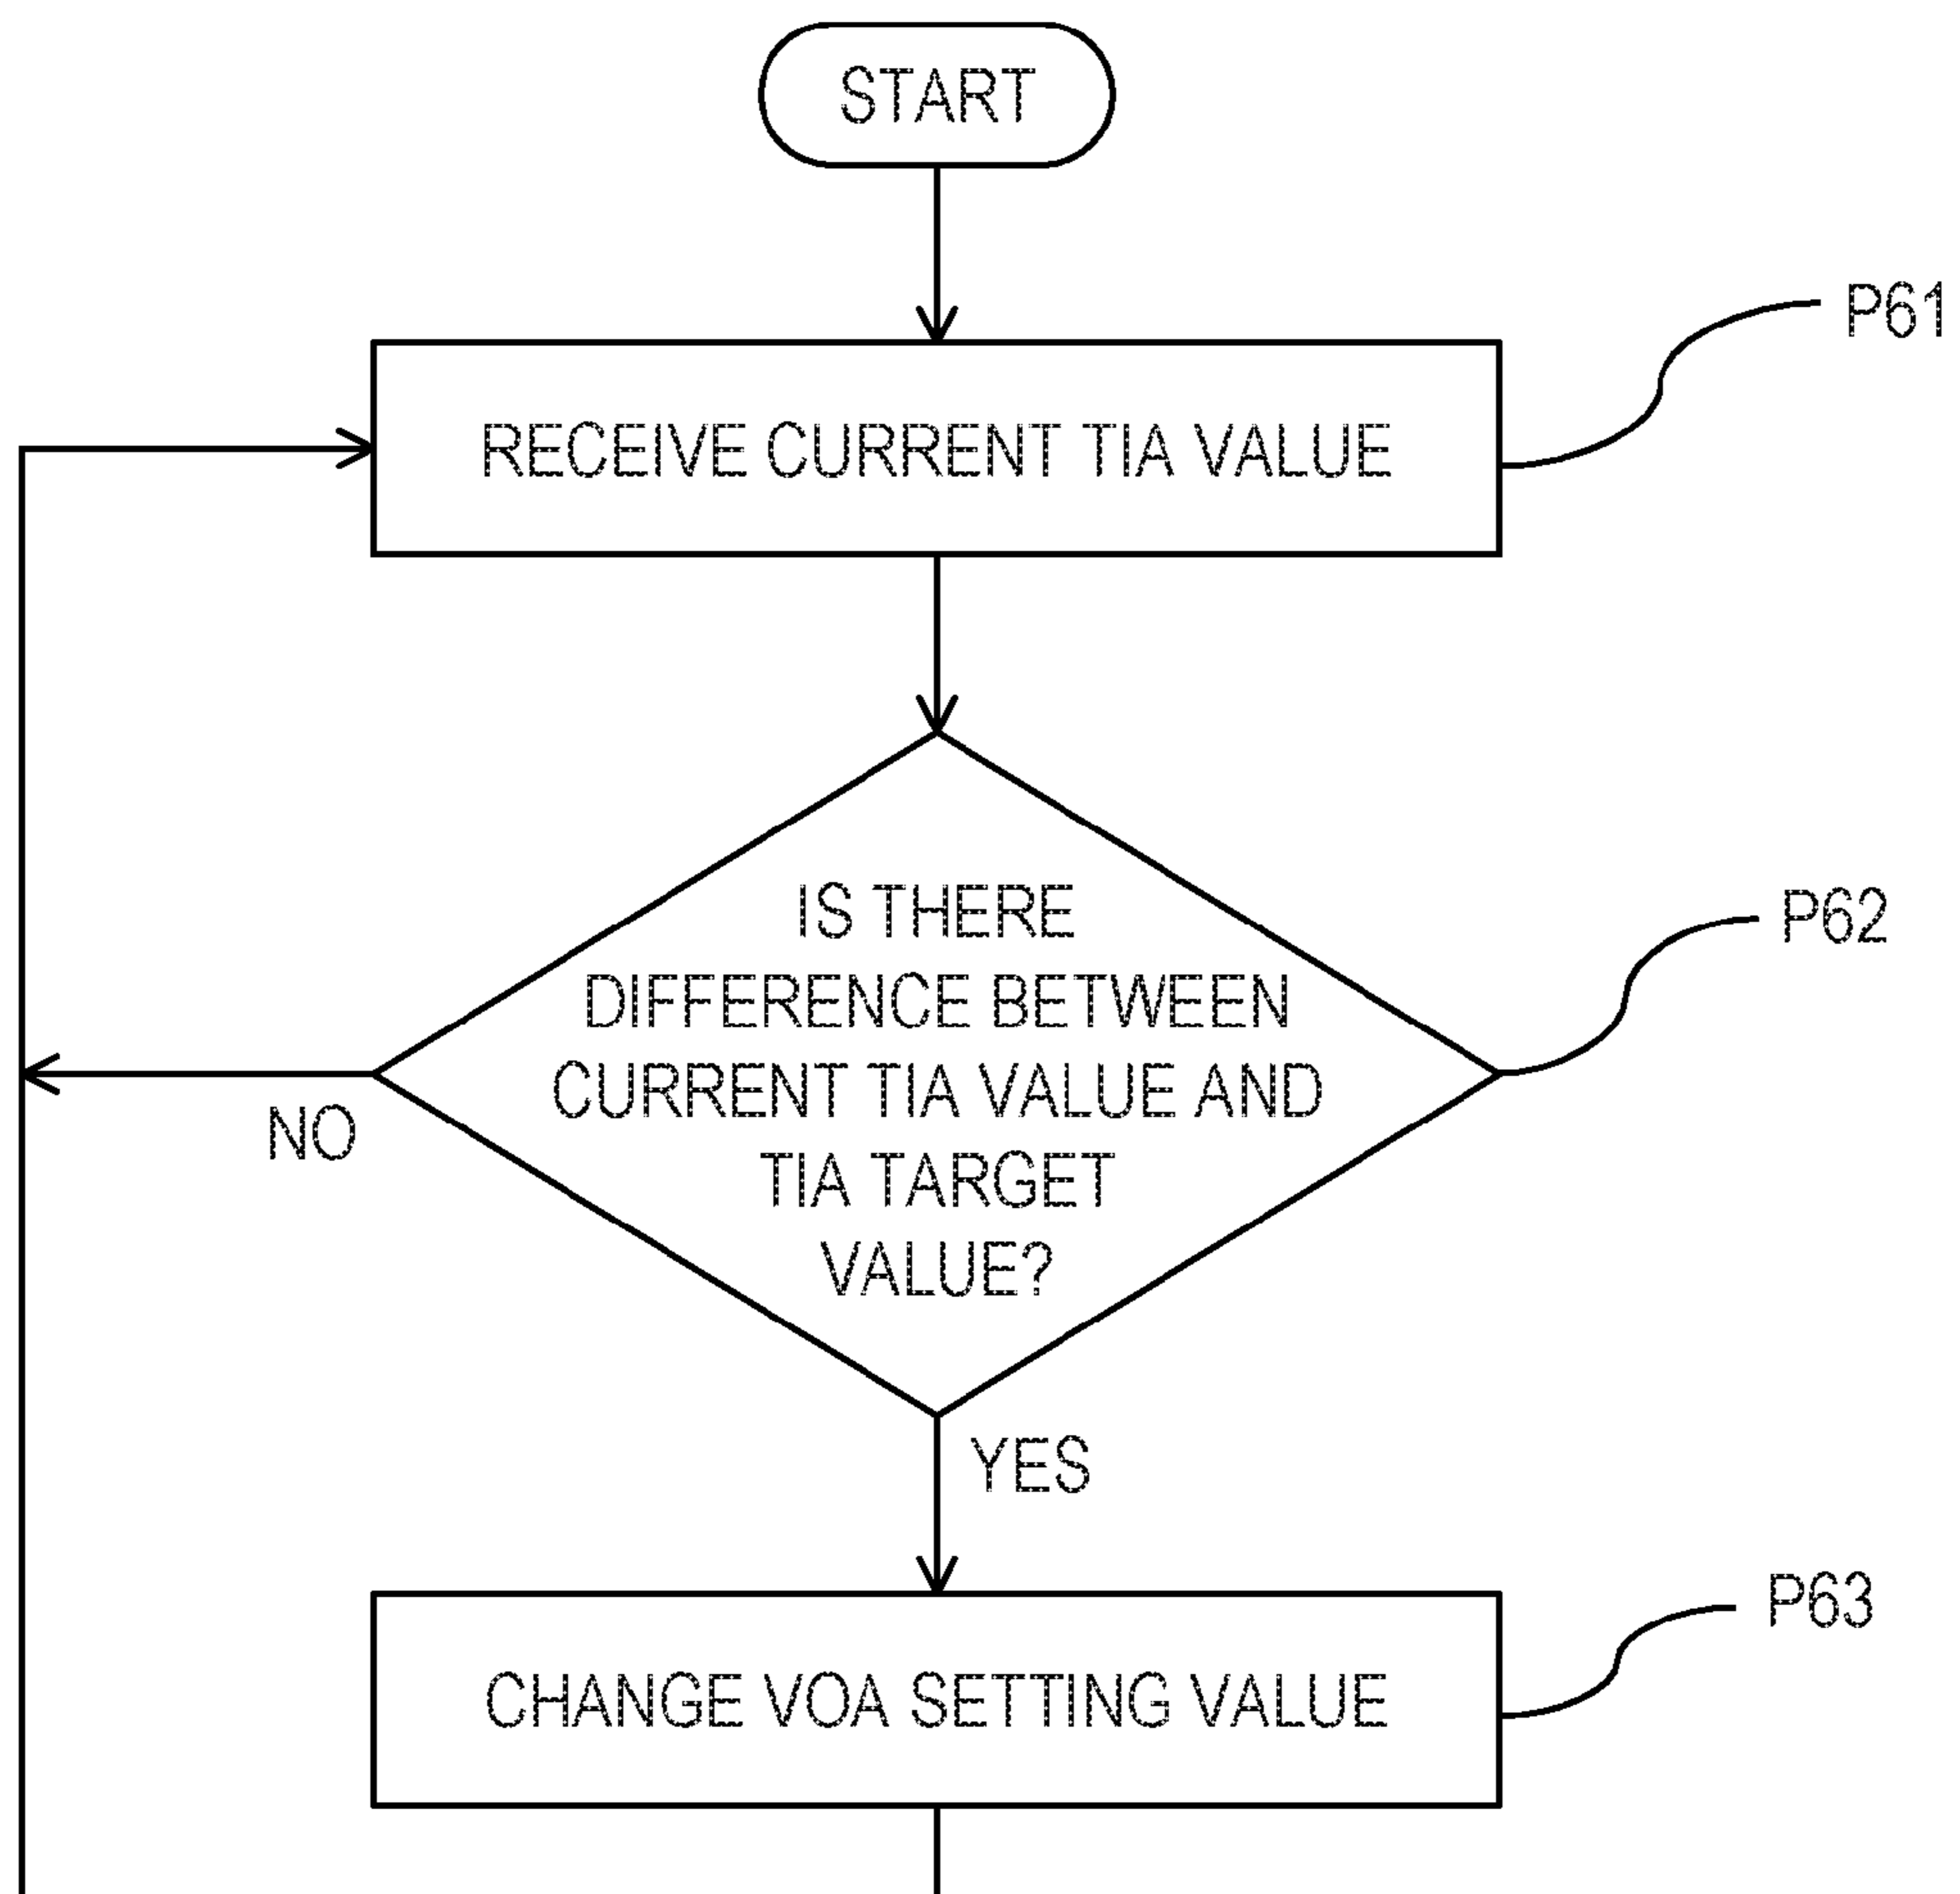 START
P61
RECEIVE CURRENT TIA VALUE
P62
IS THERE
DIFFERENCE BETWEEN
CURRENT TIA VALUE AND
TIA TARGET
VALUE?
NO
YES
P63
CHANGE VOA SETTING VALUE